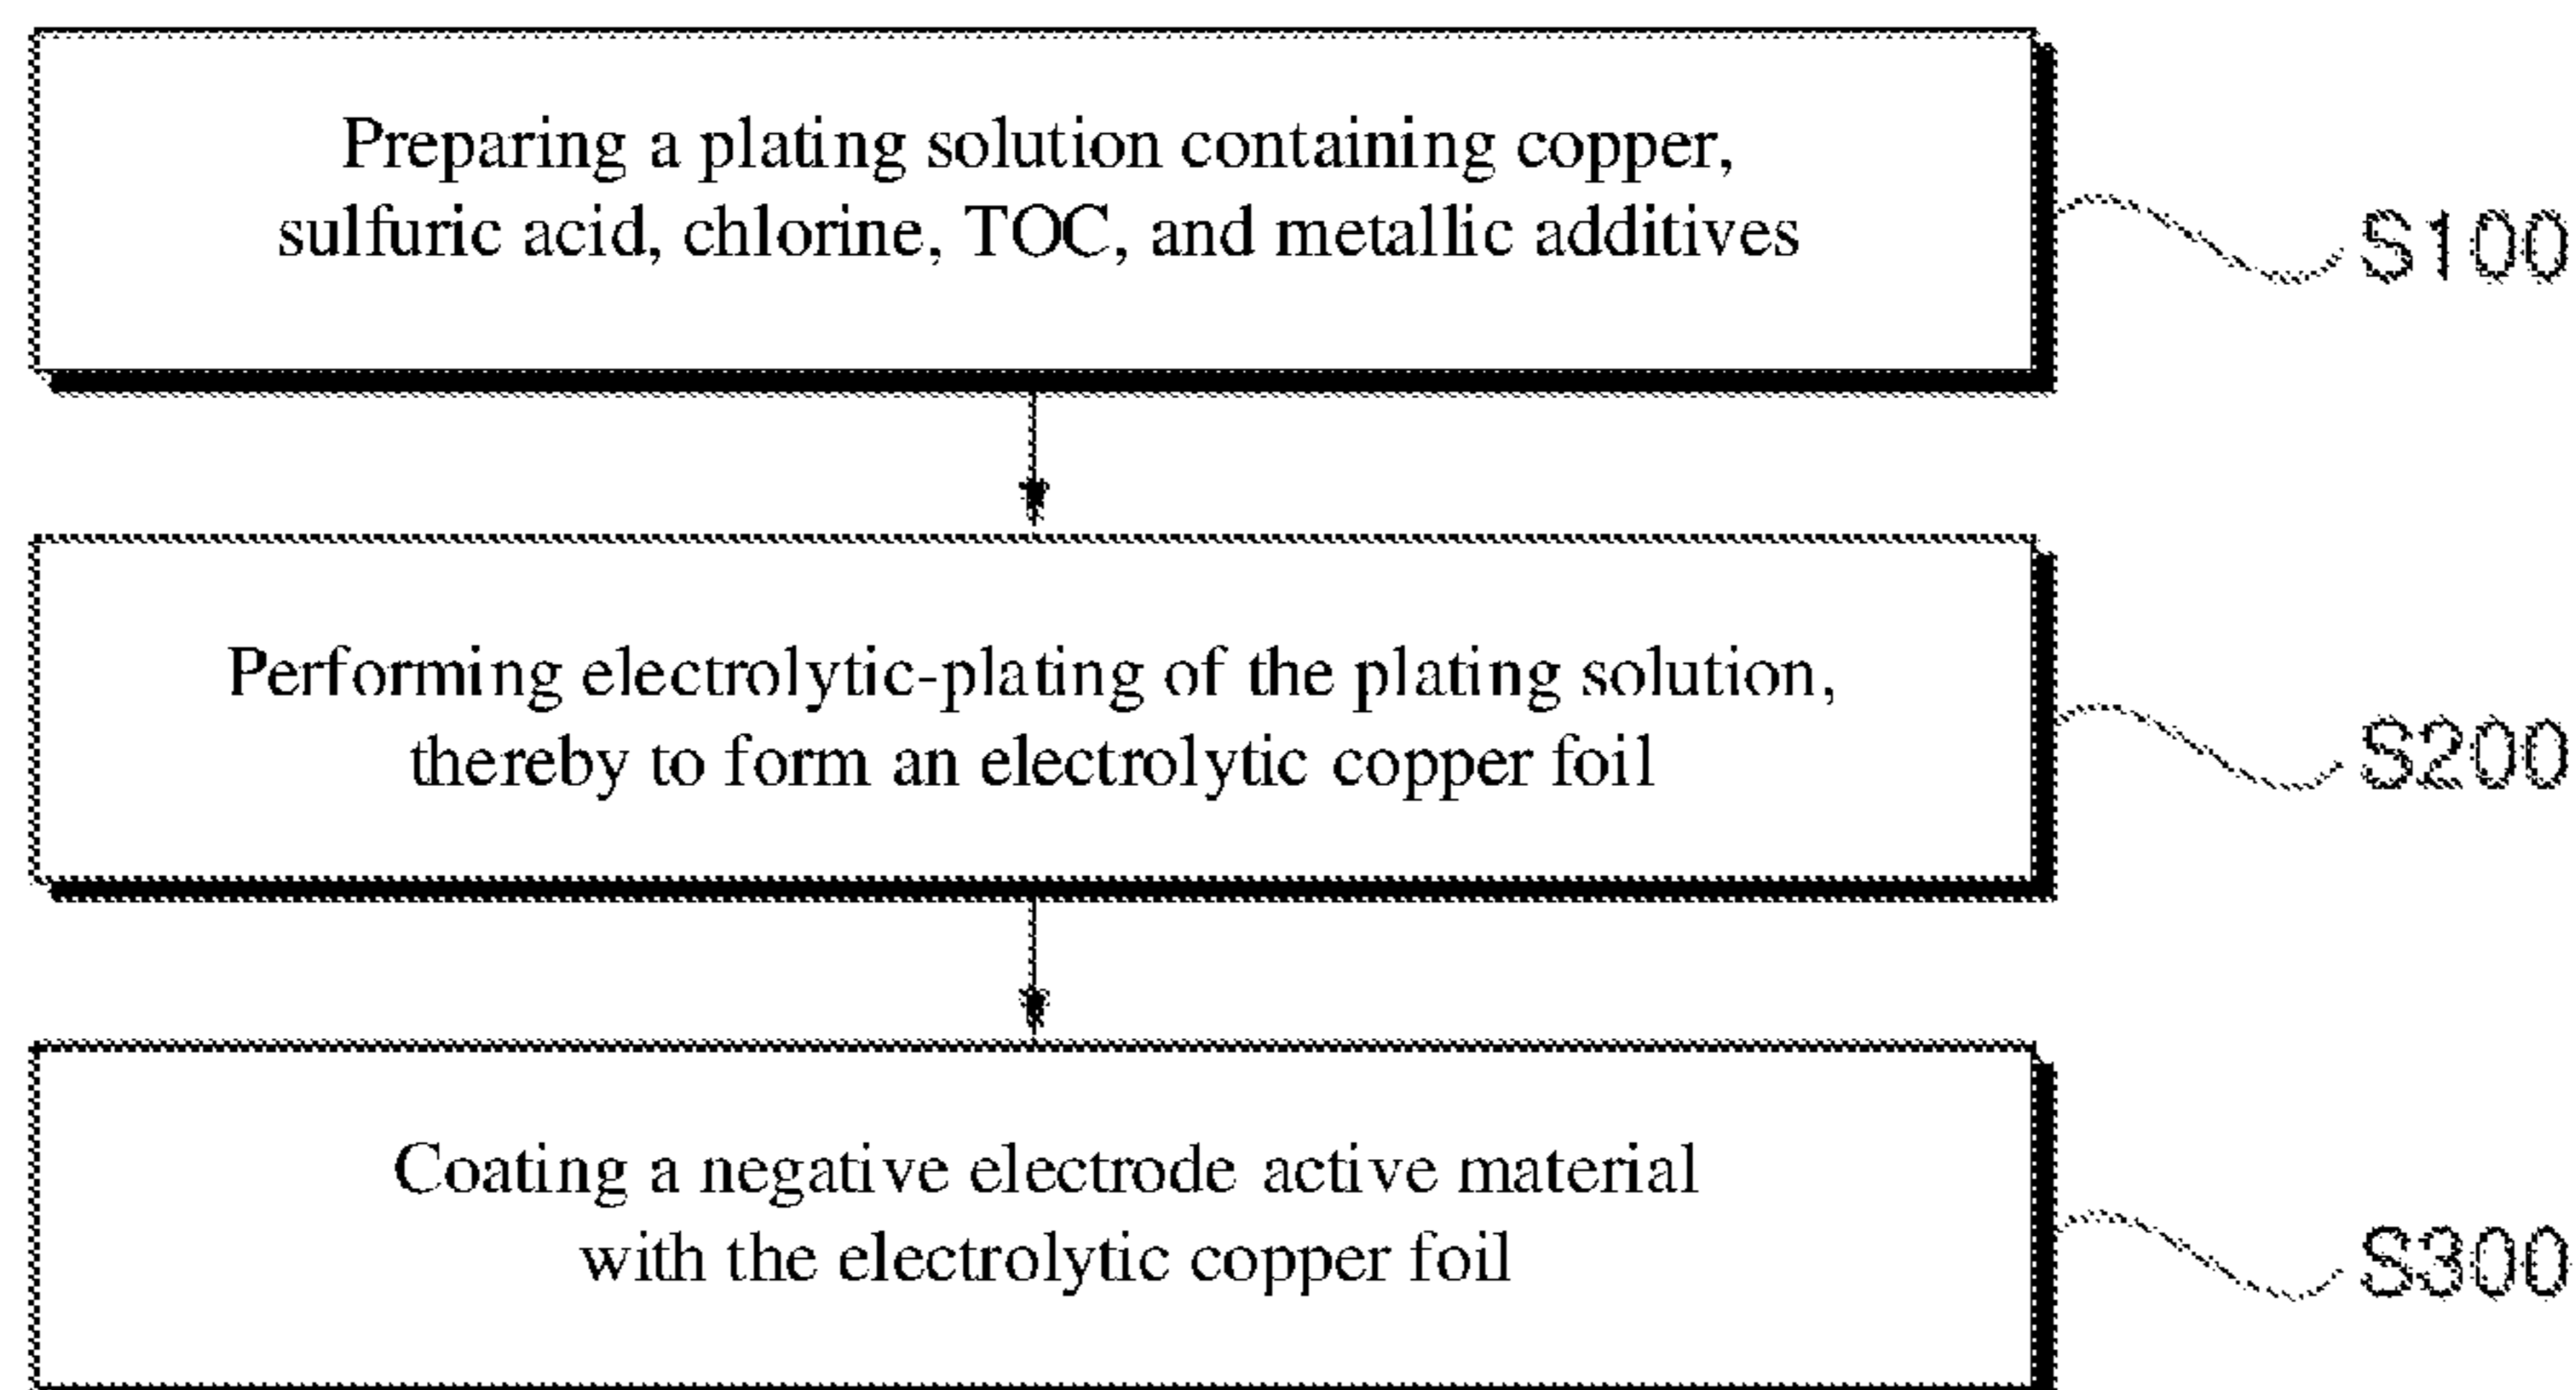 Preparing a plating solution containing copper,
sulfuric acid, chlorine, TOC, and metallic additives
S100
Performing electrolytic-plating of the plating solution,
thereby to form an electrolytic copper foil
S200
Coating a negative electrode active material
with the electrolytic copper foil
S300